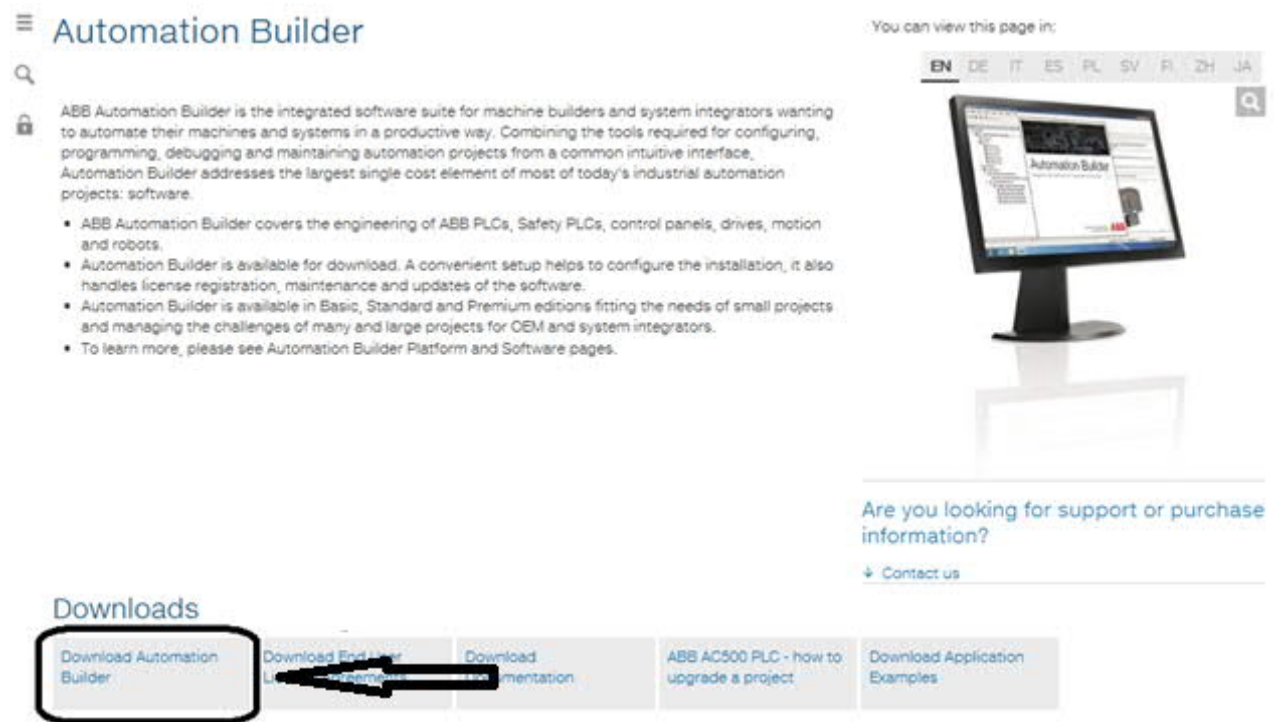 Automation Builder
You can view this page in:
EN DE IT ES PL SV FI ZH JA
ABB Automation Builder is the integrated software suite for machine builders and system integrators wanting
to automate their machines and systems in a productive way. Combining the tools required for configuring,
programming, debugging and maintaining automation projects from a common intuitive interface,
Automation Builder addresses the largest single cost element of most of today's industrial automation
projects: software.
• ABB Automation Builder covers the engineering of ABB PLCs, Safety PLCs, control panels, drives, motion
and robots.
• Automation Builder is available for download. A convenient setup helps to configure the installation, it also
handles license registration, maintenance and updates of the software.
• Automation Builder is available in Basic, Standard and Premium editions fitting the needs of small projects
and managing the challenges of many and large projects for OEM and system integrators.
• To learn more, please see Automation Builder Platform and Software pages.
Automation Builder
ABB
Are you looking for support or purchase
information?
Contact us
Downloads
Download Automation
Builder
Download End User
Download
ABB AC500 PLC - how to
upgrade a project
Download Application
Examples